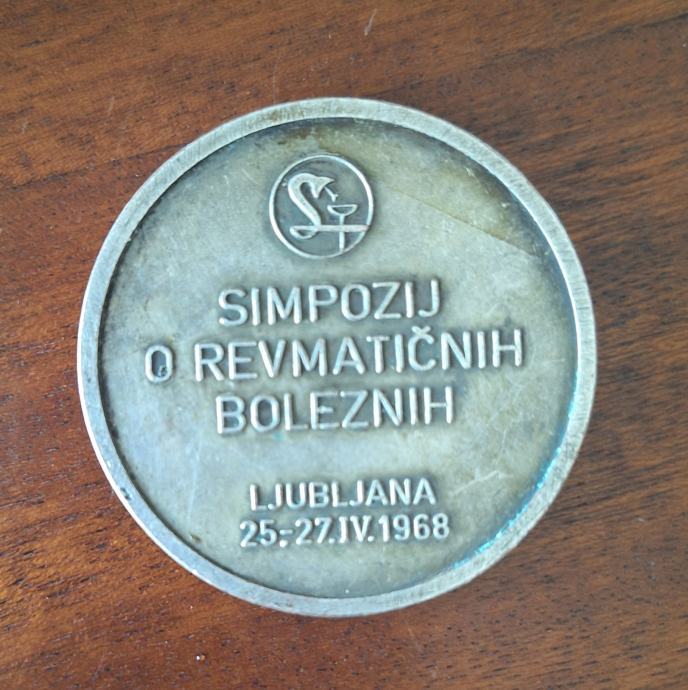 SIMPOZIJ
O REVMATIČNIH
BOLEZNIH
LJUBLJANA
25.-27.IV.1968